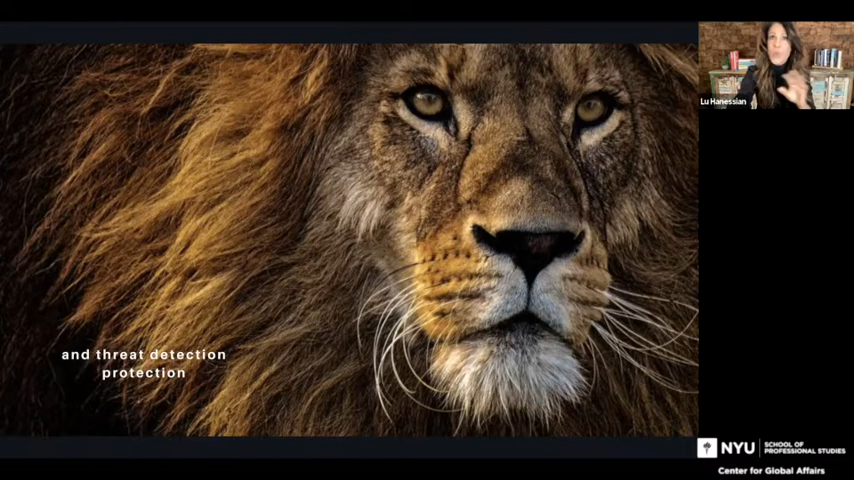 Lu Hanessian
and threat detection
protection
NYU
SCHOOL OF
PROFESSIONAL STUDIES
Center for Global Affairs